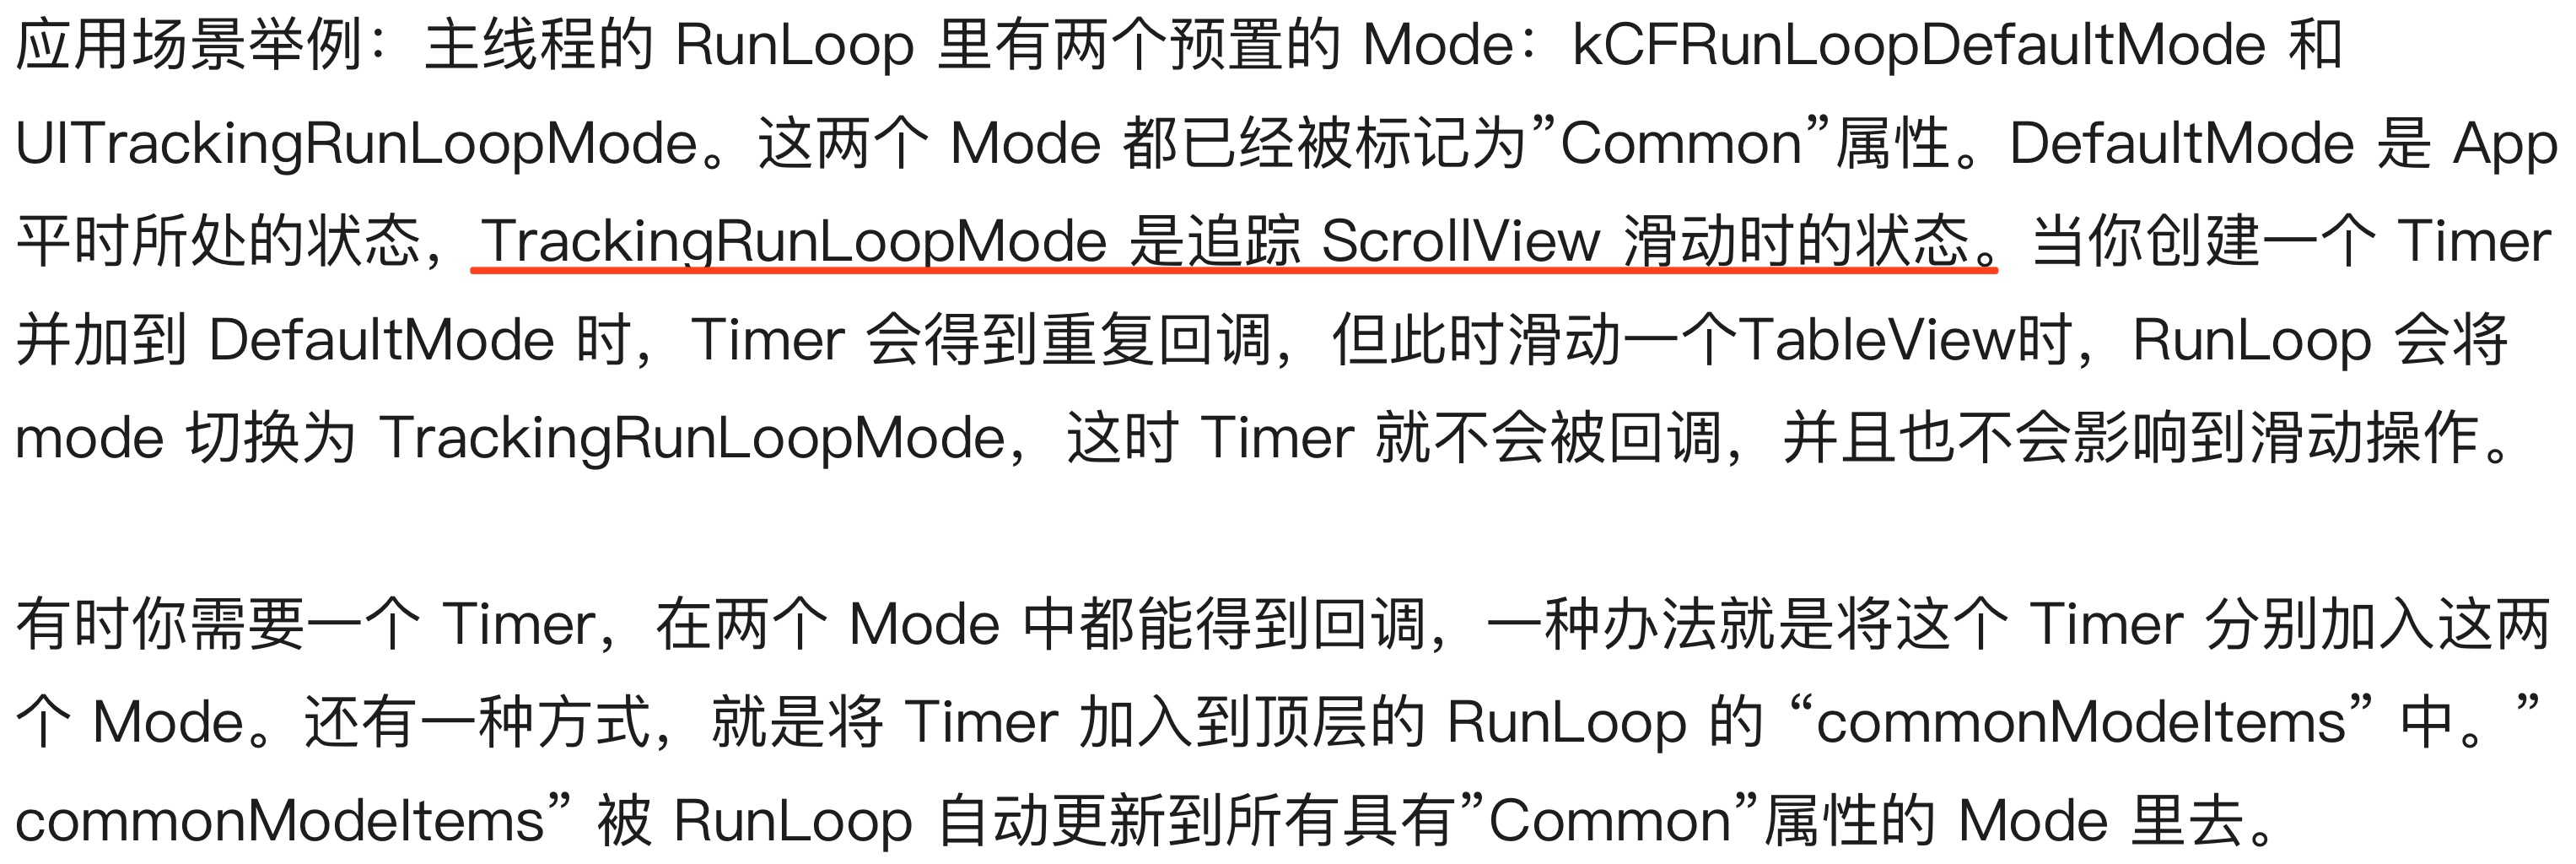 应用场景举例：主线程的 RunLoop 里有两个预置的 Mode：kCFRunLoopDefaultMode 和
UITrackingRunLoopMode。这两个 Mode 都已经被标记为”Common”属性。DefaultMode 是 App
平时所处的状态，TrackingRunLoopMode 是追踪 ScrollView 滑动时的状态。当你创建一个 Timer
并加到 DefaultMode 时，Timer 会得到重复回调，但此时滑动一个TableView时，RunLoop 会将
mode 切换为 TrackingRunLoopMode，这时 Timer 就不会被回调，并且也不会影响到滑动操作。
有时你需要一个 Timer，在两个 Mode 中都能得到回调，一种办法就是将这个 Timer 分别加入这两
个 Mode。还有一种方式，就是将 Timer 加入到顶层的 RunLoop 的 “commonModeItems” 中。”
commonModeItems” 被 RunLoop 自动更新到所有具有”Common”属性的 Mode 里去。